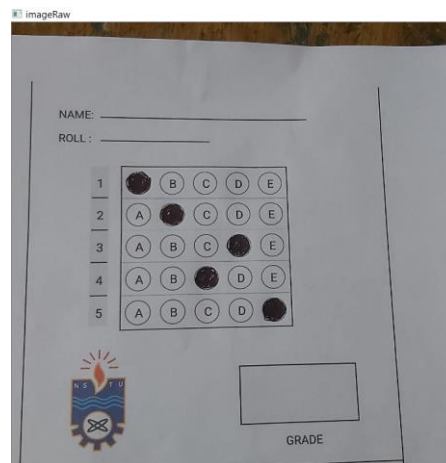 imageRaw
NAME:
ROLL :
1 B C D E
2 A C D E
3 A B C E
4 A B D E
5 A B C D
N S T U
GRADE